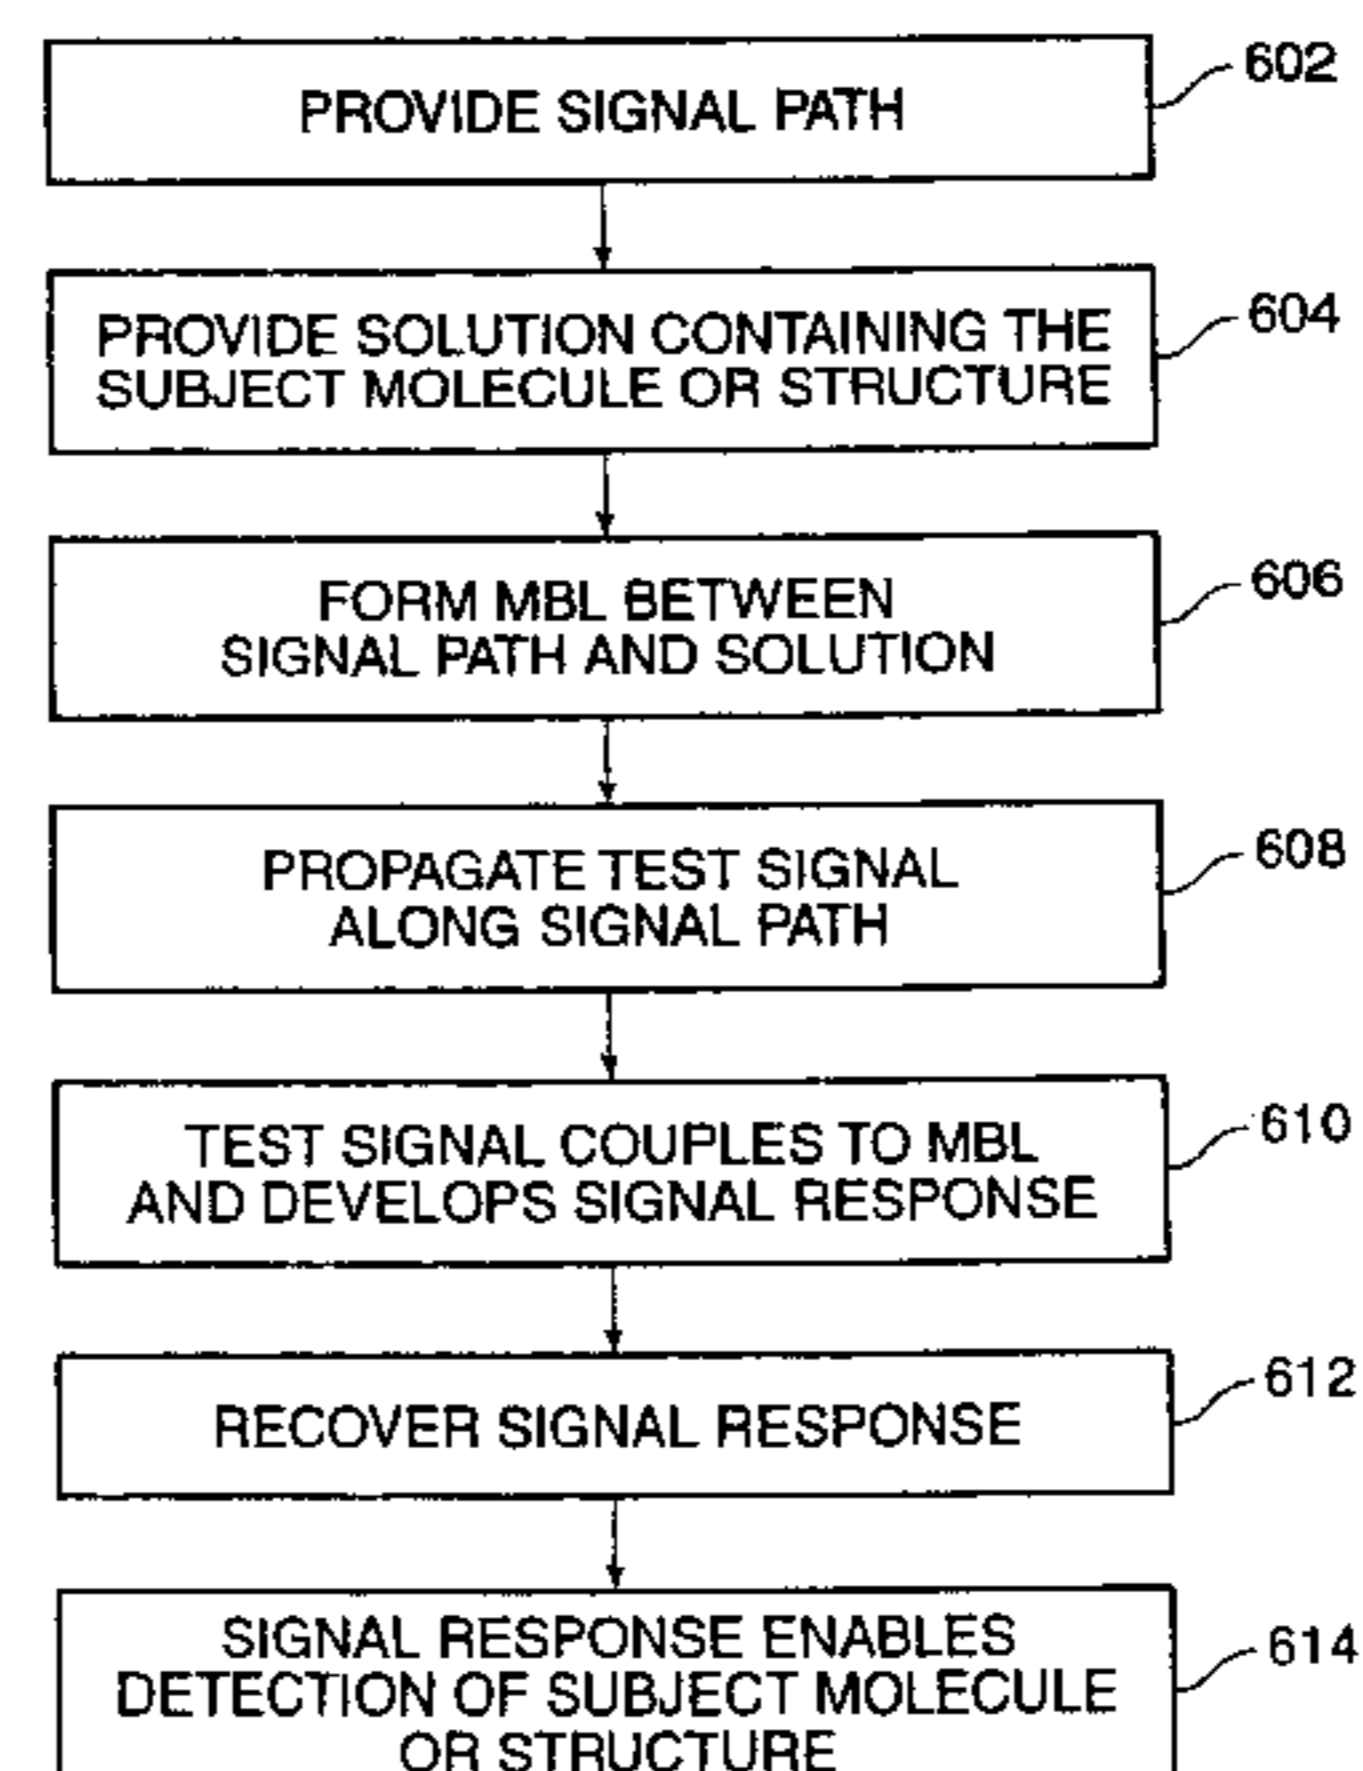 PROVIDE SIGNAL PATH
602
PROVIDE SOLUTION CONTAINING THE
SUBJECT MOLECULE OR STRUCTURE
604
FORM MBL BETWEEN
SIGNAL PATH AND SOLUTION
606
PROPAGATE TEST SIGNAL
ALONG SIGNAL PATH
608
TEST SIGNAL COUPLES TO MBL
AND DEVELOPS SIGNAL RESPONSE
610
RECOVER SIGNAL RESPONSE
612
SIGNAL RESPONSE ENABLES
DETECTION OF SUBJECT MOLECULE
OR STRUCTURE
614